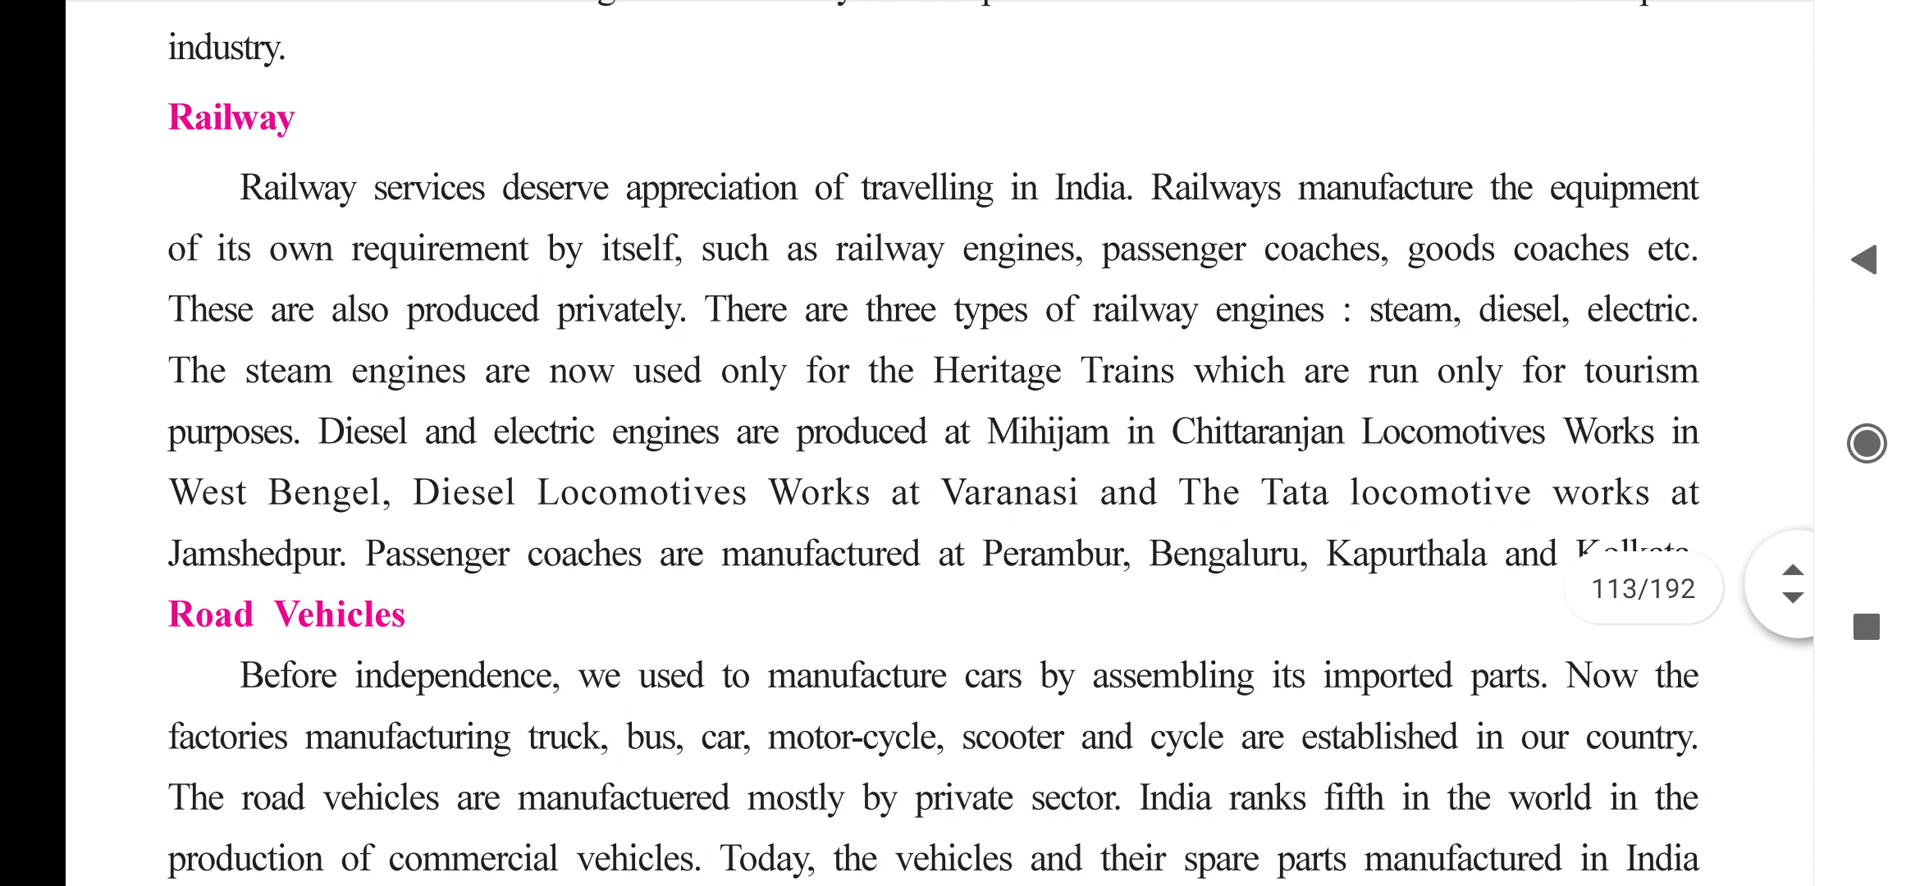 industry.
Railway
Railway services deserve appreciation of travelling in India. Railways manufacture the equipment
of its own requirement by itself, such as railway engines, passenger coaches, goods coaches etc.
These are also produced privately. There are three types of railway engines : steam, diesel, electric.
The steam engines are now used only for the Heritage Trains which are run only for tourism
purposes. Diesel and electric engines are produced at Mihijam in Chittaranjan Locomotives Works in
West Bengel, Diesel Locomotives Works at Varanasi and The Tata locomotive works at
Jamshedpur. Passenger coaches are manufactured at Perambur, Bengaluru, Kapurthala and
113/192
Road Vehicles
Before independence, we used to manufacture cars by assembling its imported parts. Now the
factories manufacturing truck, bus, car, motor-cycle, scooter and cycle are established in our country.
The road vehicles are manufactuered mostly by private sector. India ranks fifth in the world in the
production of commercial vehicles. Today, the vehicles and their spare parts manufactured in India